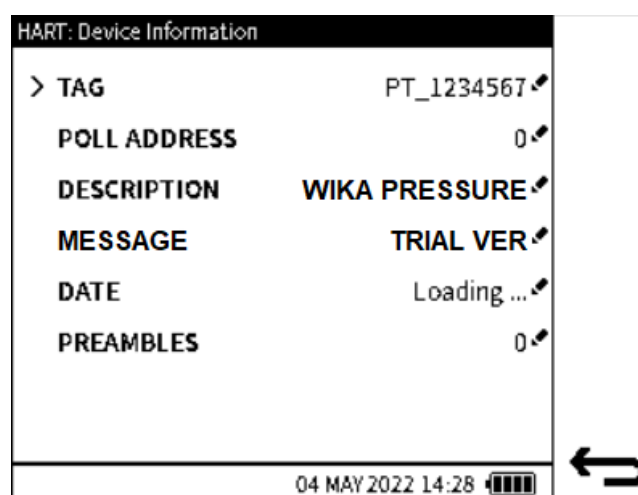 HART: Device Information
> TAG PT_1234567
POLL ADDRESS 0
DESCRIPTION WIKA PRESSURE
MESSAGE TRIAL VER
DATE Loading ...
PREAMBLES 0
04 MAY 2022 14:28